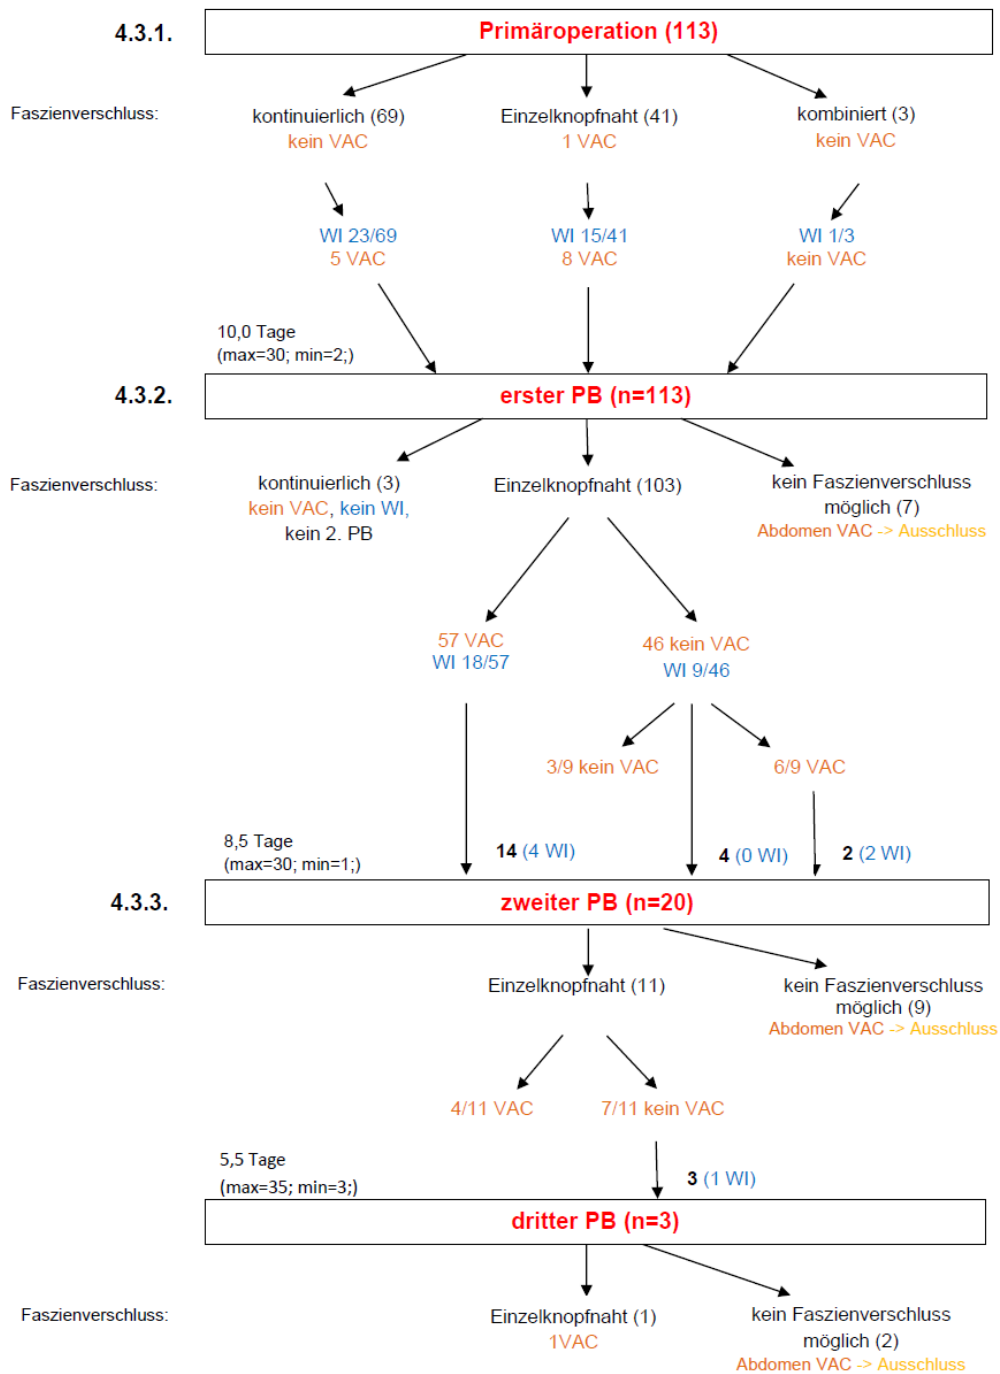 4.3.1.
Primäroperation (113)
Faszienverschluss:
kontinuierlich (69)
kein VAC
Einzelknopfnaht (41)
1 VAC
kombiniert (3)
kein VAC
WI 23/69
5 VAC
WI 15/41
8 VAC
WI 1/3
kein VAC
10,0 Tage
(max=30; min=2;)
4.3.2.
erster PB (n=113)
Faszienverschluss:
kontinuierlich (3)
kein VAC, kein WI,
kein 2. PB
Einzelknopfnaht (103)
kein Faszienverschluss
möglich (7)
Abdomen VAC -> Ausschluss
57 VAC
WI 18/57
46 kein VAC
WI 9/46
3/9 kein VAC
6/9 VAC
8,5 Tage
(max=30; min=1;)
14 (4 WI)
4 (0 WI)
2 (2 WI)
4.3.3.
zweiter PB (n=20)
Faszienverschluss:
Einzelknopfnaht (11)
kein Faszienverschluss
möglich (9)
Abdomen VAC -> Ausschluss
4/11 VAC
7/11 kein VAC
5,5 Tage
(max=35; min=3;)
3 (1 WI)
dritter PB (n=3)
Faszienverschluss:
Einzelknopfnaht (1)
1VAC
kein Faszienverschluss
möglich (2)
Abdomen VAC -> Ausschluss